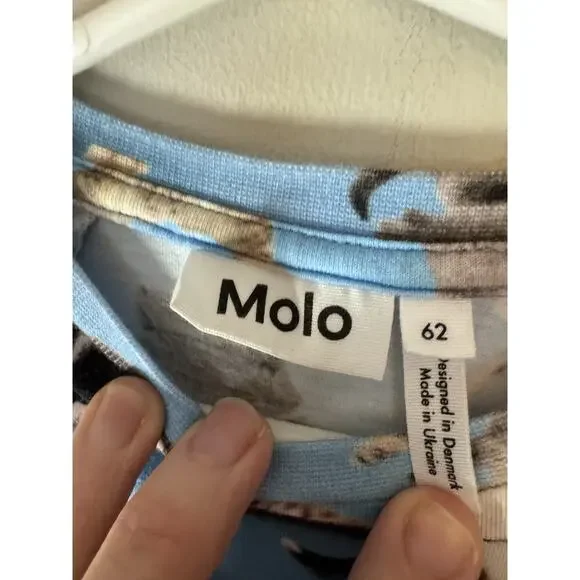 Molo
62
Designed in Denmark
Made in Ukraine